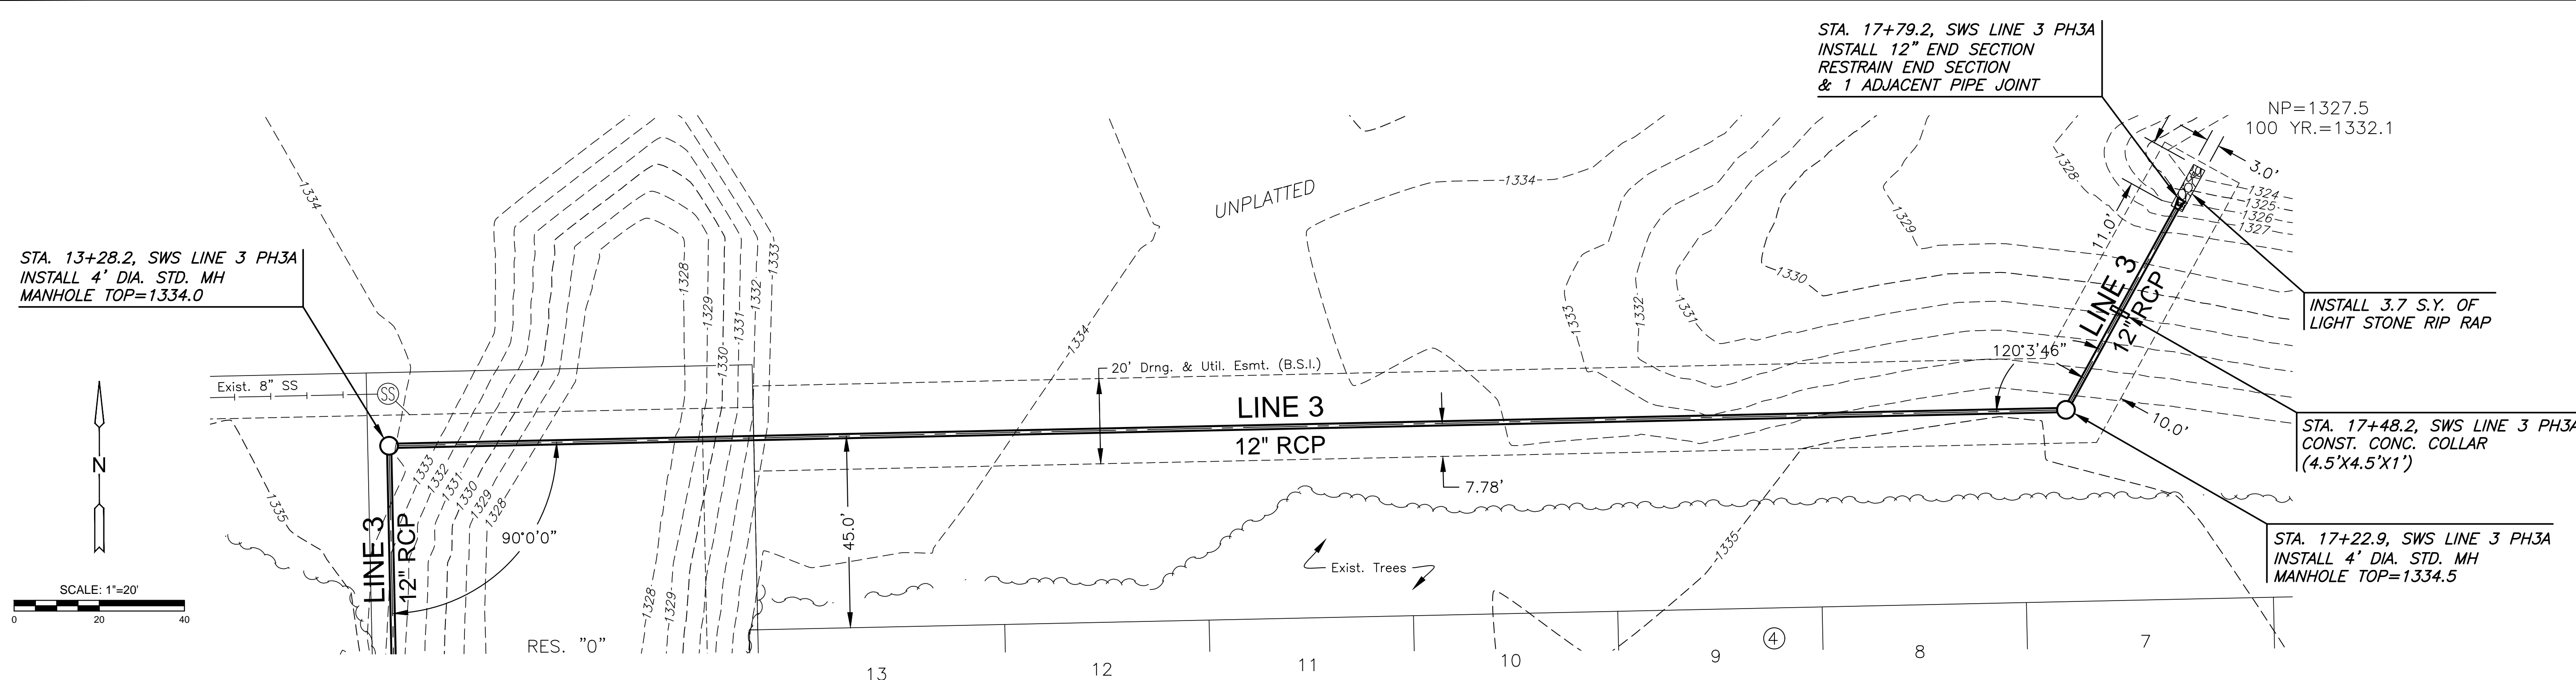 STA. 17+79.2, SWS LINE 3 PH3A
INSTALL 12" END SECTION
RESTRAIN END SECTION
& 1 ADJACENT PIPE JOINT
NP=1327.5
100 YR.=1332.1
3.0'
1324
1325
1326
1327
1328
11.0'
1334
UNPLATTED
1334
1329
1330
1333
1332
1331
1334
1328
1329
1330
1331
1332
1333
STA. 13+28.2, SWS LINE 3 PH3A
INSTALL 4' DIA. STD. MH
MANHOLE TOP=1334.0
INSTALL 3.7 S.Y. OF
LIGHT STONE RIP RAP
LINE 3
12" RCP
120°3'46"
20' Drng. & Util. Esmt. (B.S.I.)
Exist. 8" SS
SS
LINE 3
12" RCP
10.0'
STA. 17+48.2, SWS LINE 3 PH3A
CONST. CONC. COLLAR
(4.5'X4.5'X1')
N
1333
1332
1331
1330
1329
1328
1335
7.78'
45.0'
90°0'0"
LINE 3
12" RCP
1335
Exist. Trees
STA. 17+22.9, SWS LINE 3 PH3A
INSTALL 4' DIA. STD. MH
MANHOLE TOP=1334.5
SCALE: 1"=20'
0 20 40
1328
1329
RES. "0"
13 12 11 10 9 4 8 7